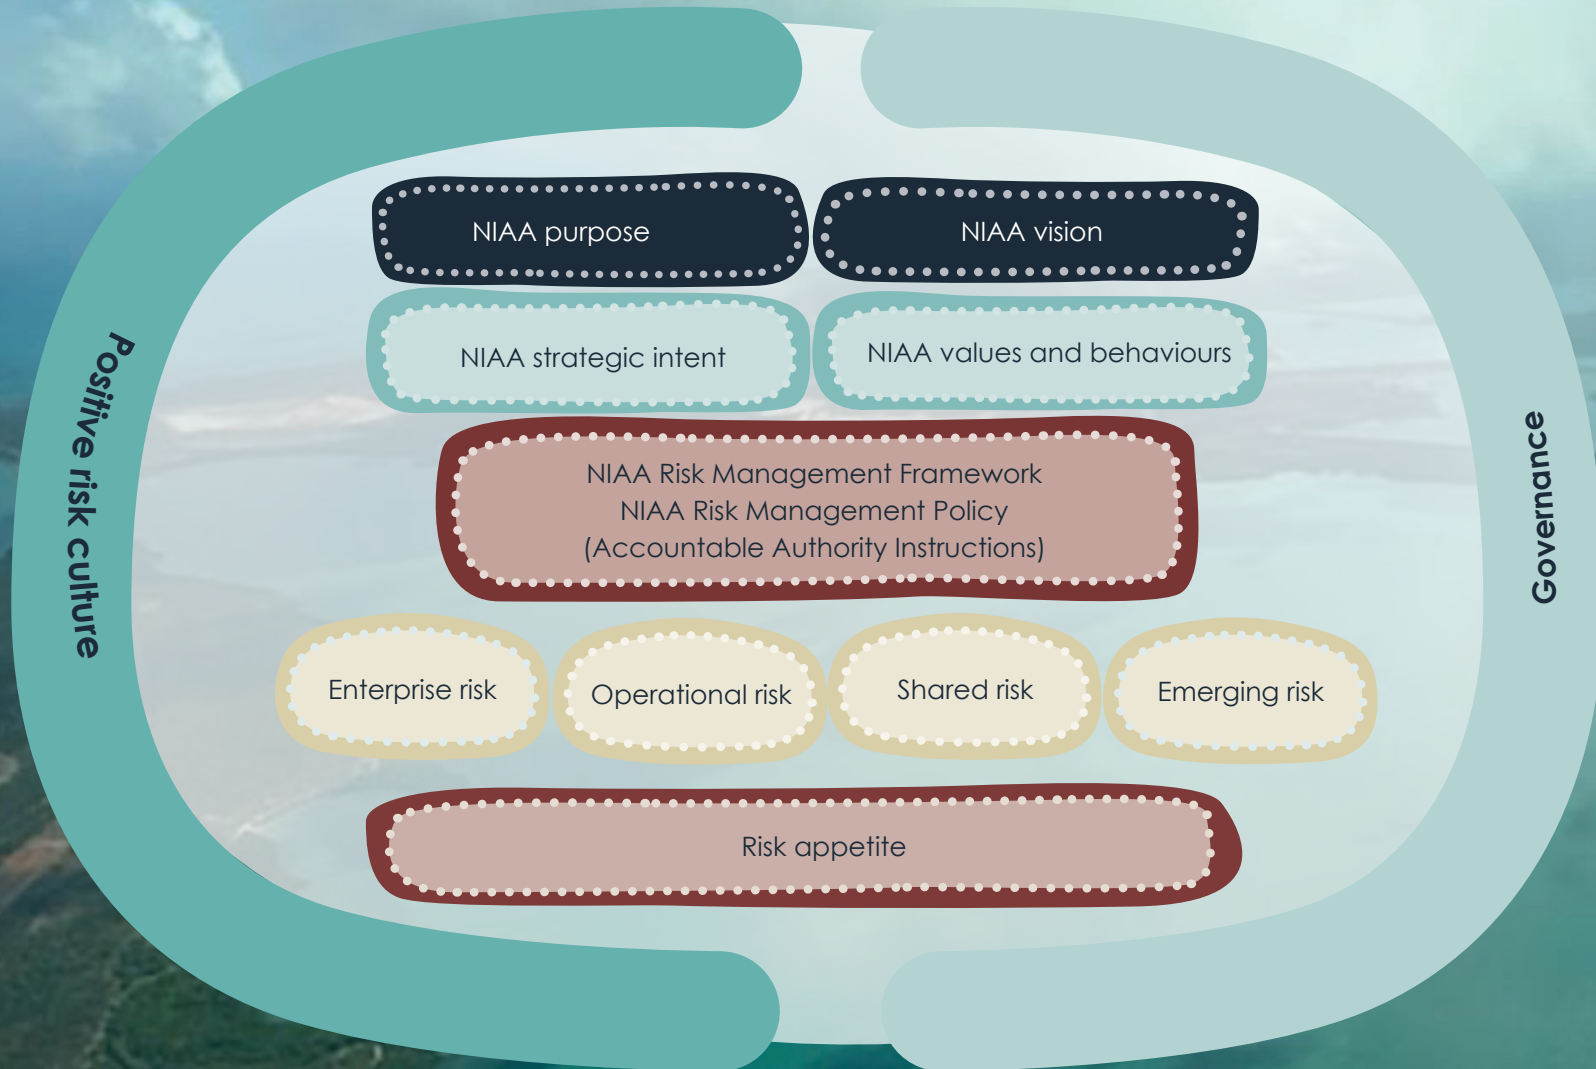 NIAA purpose
NIAA vision
NIAA strategic intent
NIAA values and behaviours
NIAA Risk Management Framework
NIAA Risk Management Policy
(Accountable Authority Instructions)
Enterprise risk
Operational risk
Shared risk
Emerging risk
Risk appetite
Positive risk culture
Governance